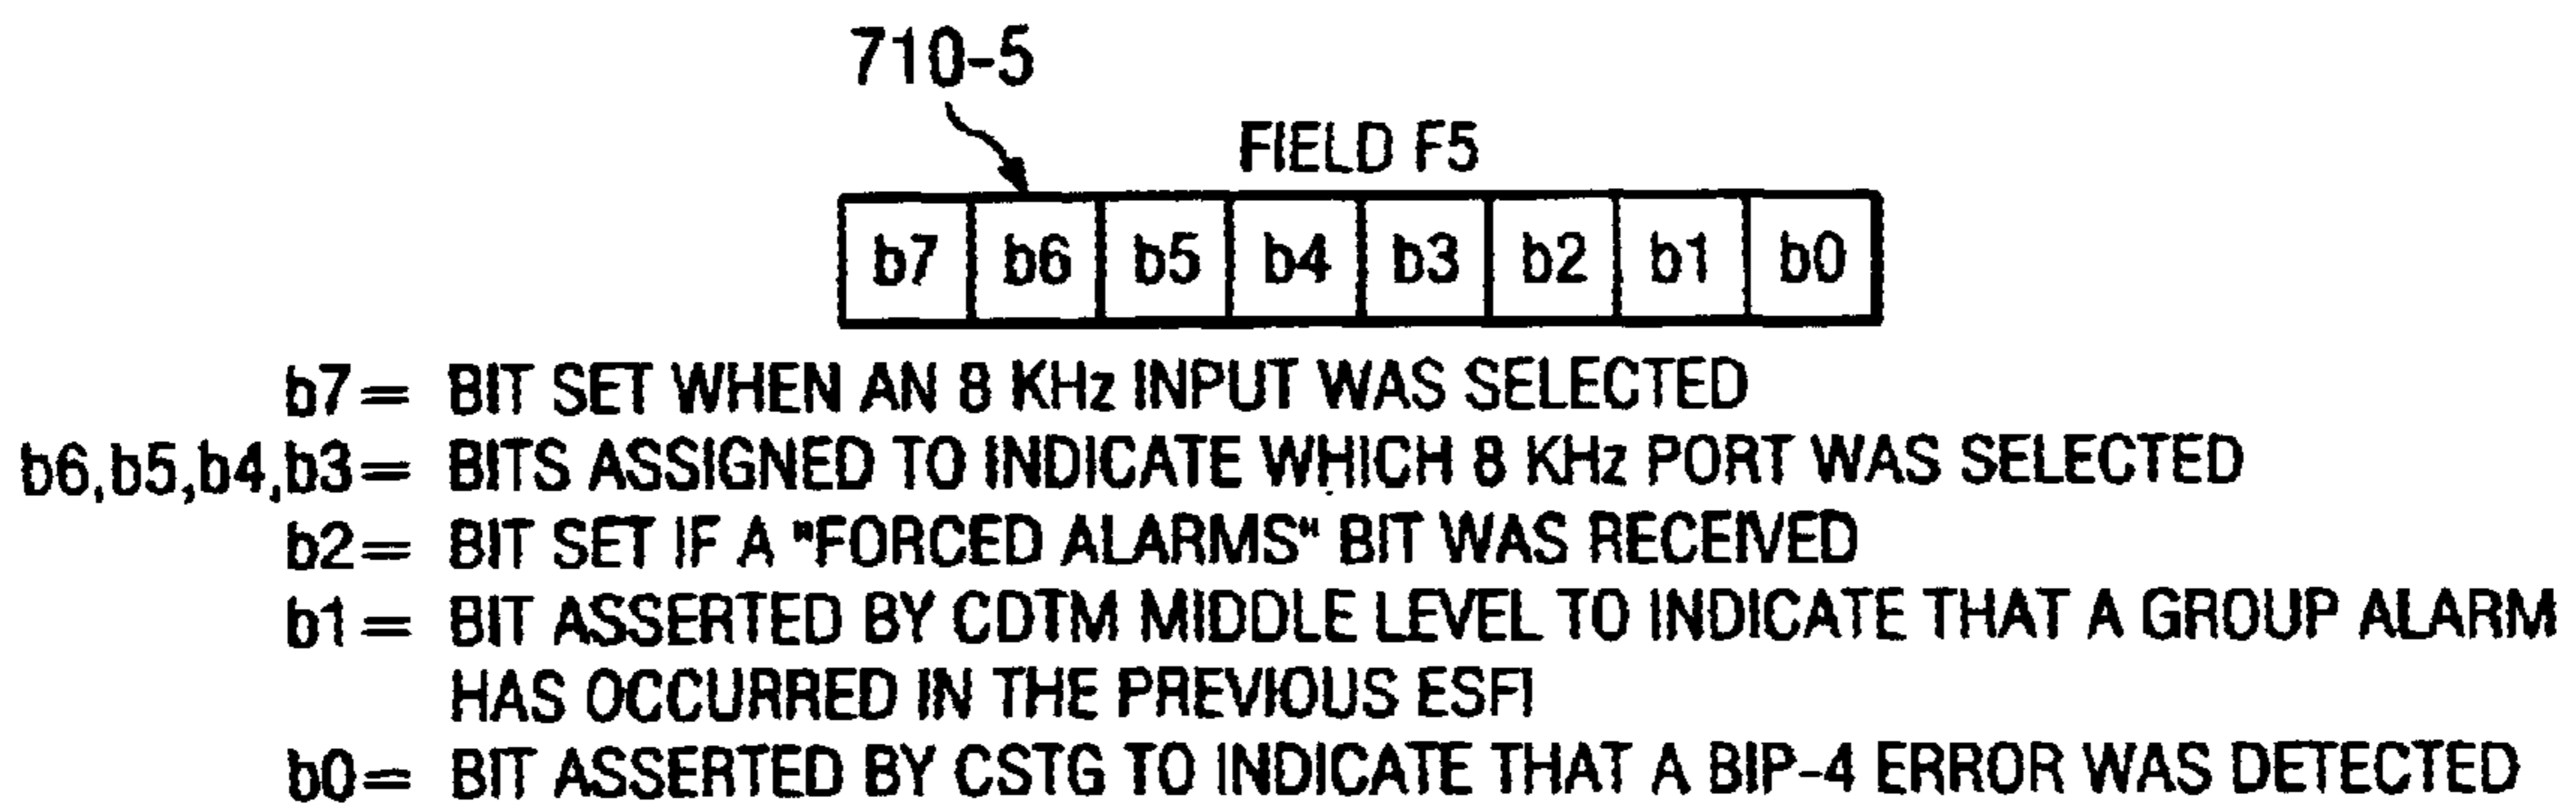 710-5
FIELD F5
b7 b6 b5 b4 b3 b2 b1 b0
b7= BIT SET WHEN AN 8 KHz INPUT WAS SELECTED
b6,b5,b4,b3= BITS ASSIGNED TO INDICATE WHICH 8 KHz PORT WAS SELECTED
b2= BIT SET IF A "FORCED ALARMS" BIT WAS RECEIVED
b1= BIT ASSERTED BY CDTM MIDDLE LEVEL TO INDICATE THAT A GROUP ALARM
HAS OCCURRED IN THE PREVIOUS ESFI
b0= BIT ASSERTED BY CSTG TO INDICATE THAT A BIP-4 ERROR WAS DETECTED